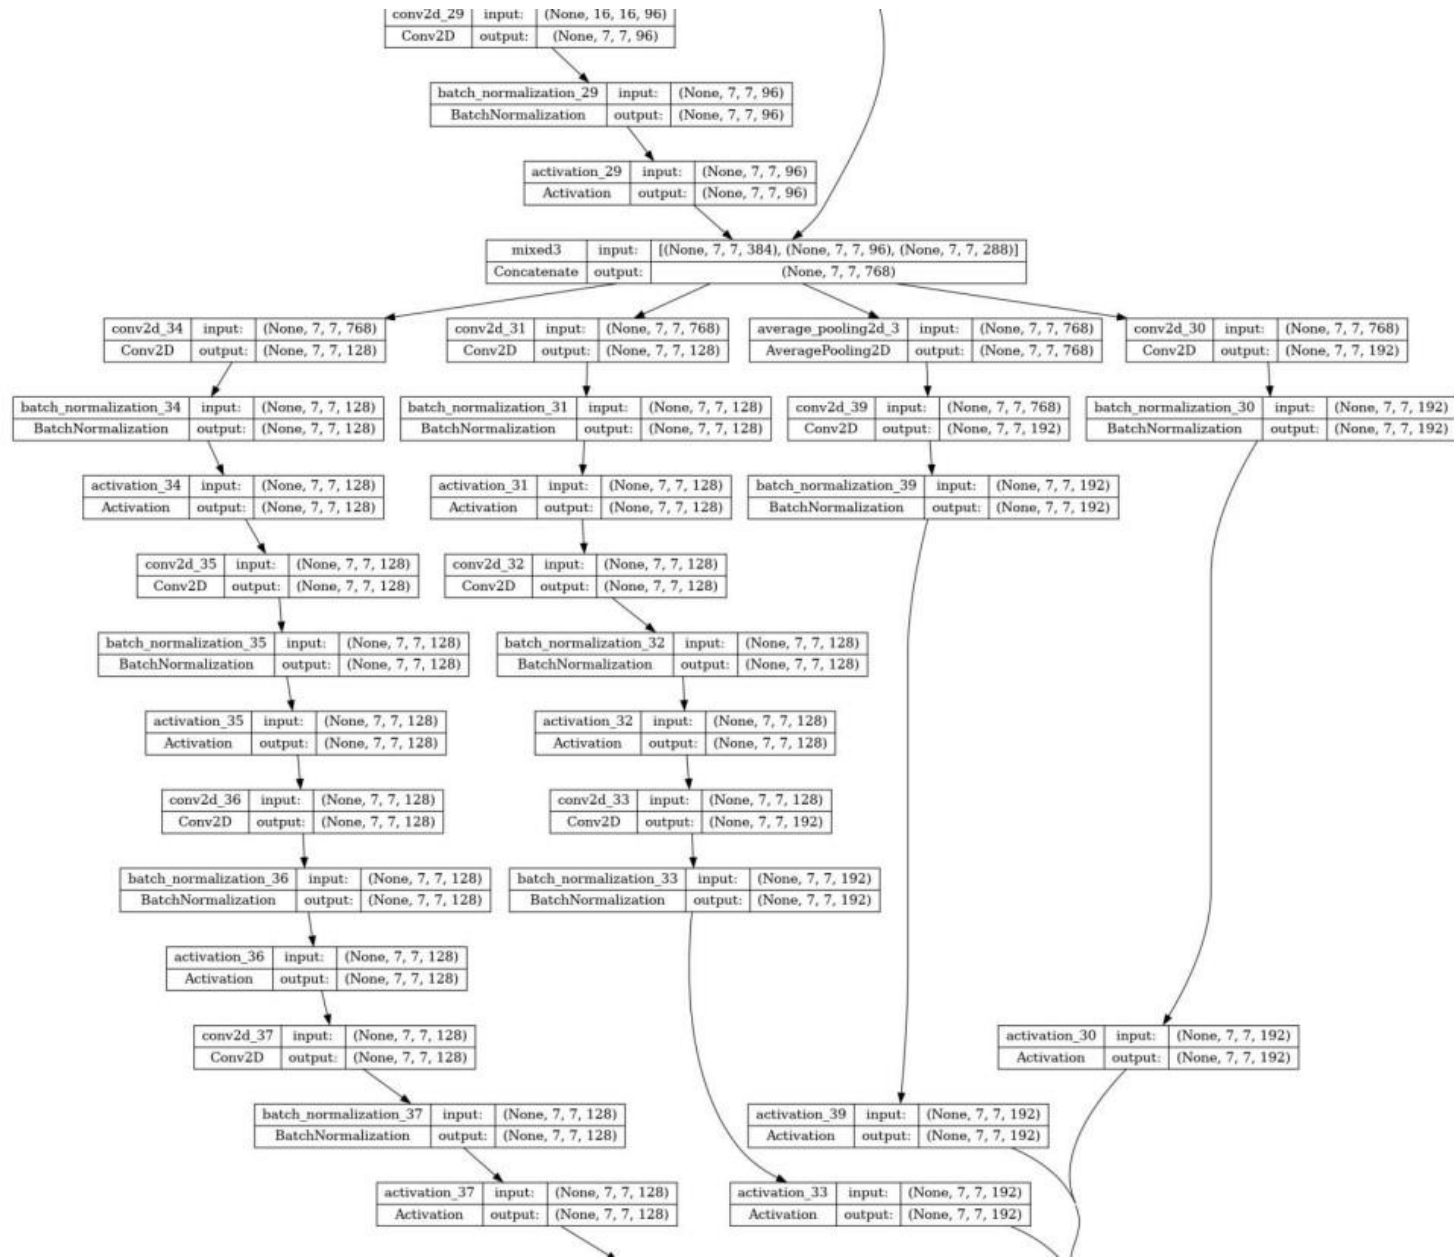 conv2d_29 input: (None, 16, 16, 96)
Conv2D output: (None, 7, 7, 96)
batch_normalization_29 input: (None, 7, 7, 96)
BatchNormalization output: (None, 7, 7, 96)
activation_29 input: (None, 7, 7, 96)
Activation output: (None, 7, 7, 96)
mixed3 input: [(None, 7, 7, 384), (None, 7, 7, 96), (None, 7, 7, 288)]
Concatenate output: (None, 7, 7, 768)
conv2d_34 input: (None, 7, 7, 768)
Conv2D output: (None, 7, 7, 128)
conv2d_31 input: (None, 7, 7, 768)
Conv2D output: (None, 7, 7, 128)
average_pooling2d_3 input: (None, 7, 7, 768)
AveragePooling2D output: (None, 7, 7, 768)
conv2d_30 input: (None, 7, 7, 768)
Conv2D output: (None, 7, 7, 192)
batch_normalization_34 input: (None, 7, 7, 128)
BatchNormalization output: (None, 7, 7, 128)
batch_normalization_31 input: (None, 7, 7, 128)
BatchNormalization output: (None, 7, 7, 128)
conv2d_39 input: (None, 7, 7, 768)
Conv2D output: (None, 7, 7, 192)
batch_normalization_30 input: (None, 7, 7, 192)
BatchNormalization output: (None, 7, 7, 192)
activation_34 input: (None, 7, 7, 128)
Activation output: (None, 7, 7, 128)
activation_31 input: (None, 7, 7, 128)
Activation output: (None, 7, 7, 128)
batch_normalization_39 input: (None, 7, 7, 192)
BatchNormalization output: (None, 7, 7, 192)
conv2d_35 input: (None, 7, 7, 128)
Conv2D output: (None, 7, 7, 128)
conv2d_32 input: (None, 7, 7, 128)
Conv2D output: (None, 7, 7, 128)
batch_normalization_35 input: (None, 7, 7, 128)
BatchNormalization output: (None, 7, 7, 128)
batch_normalization_32 input: (None, 7, 7, 128)
BatchNormalization output: (None, 7, 7, 128)
activation_35 input: (None, 7, 7, 128)
Activation output: (None, 7, 7, 128)
activation_32 input: (None, 7, 7, 128)
Activation output: (None, 7, 7, 128)
conv2d_36 input: (None, 7, 7, 128)
Conv2D output: (None, 7, 7, 128)
conv2d_33 input: (None, 7, 7, 128)
Conv2D output: (None, 7, 7, 192)
batch_normalization_36 input: (None, 7, 7, 128)
BatchNormalization output: (None, 7, 7, 128)
batch_normalization_33 input: (None, 7, 7, 192)
BatchNormalization output: (None, 7, 7, 192)
activation_36 input: (None, 7, 7, 128)
Activation output: (None, 7, 7, 128)
conv2d_37 input: (None, 7, 7, 128)
Conv2D output: (None, 7, 7, 128)
activation_30 input: (None, 7, 7, 192)
Activation output: (None, 7, 7, 192)
batch_normalization_37 input: (None, 7, 7, 128)
BatchNormalization output: (None, 7, 7, 128)
activation_39 input: (None, 7, 7, 192)
Activation output: (None, 7, 7, 192)
activation_37 input: (None, 7, 7, 128)
Activation output: (None, 7, 7, 128)
activation_33 input: (None, 7, 7, 192)
Activation output: (None, 7, 7, 192)